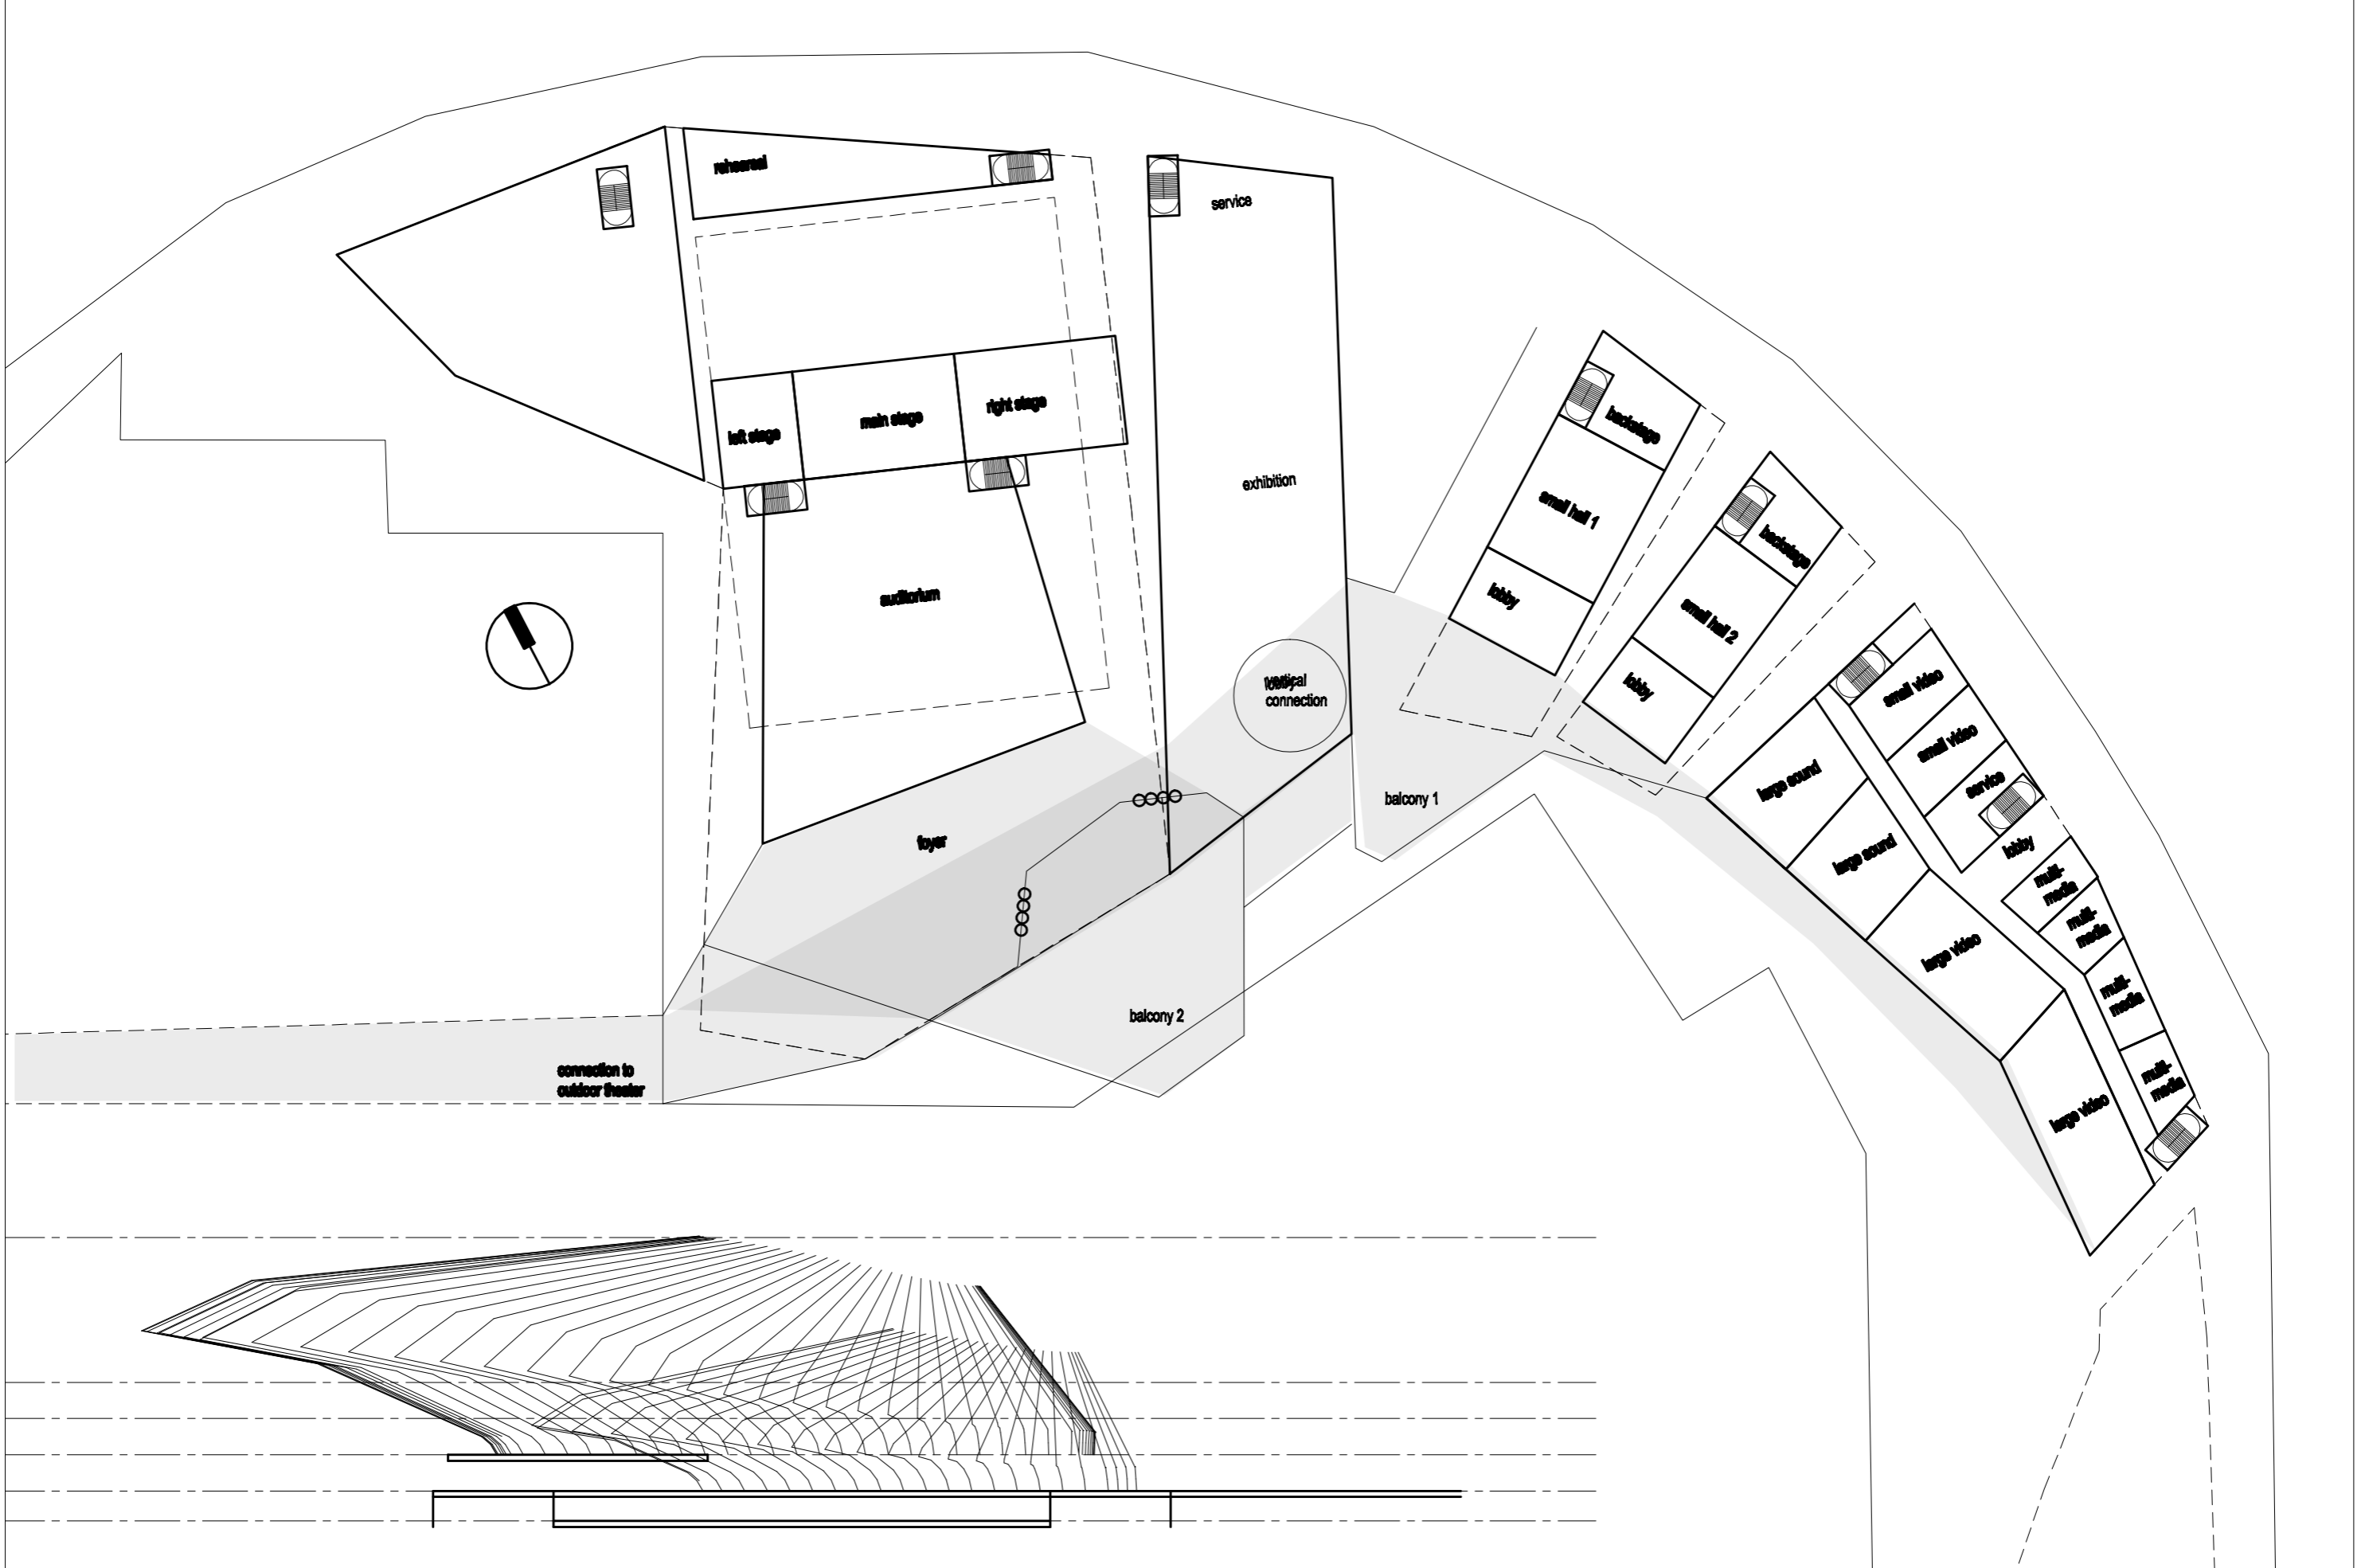 rehearsal
service
left stage
main stage
right stage
exhibition
auditorium
backstage
small hall 1
lobby
backstage
small hall 2
lobby
vertical
connection
balcony 1
foyer
balcony 2
connection to
outdoor theater
small video
small video
service
lobby
large sound
large sound
large video
large video
multi-
media
multi-
media
multi-
media
multi-
media